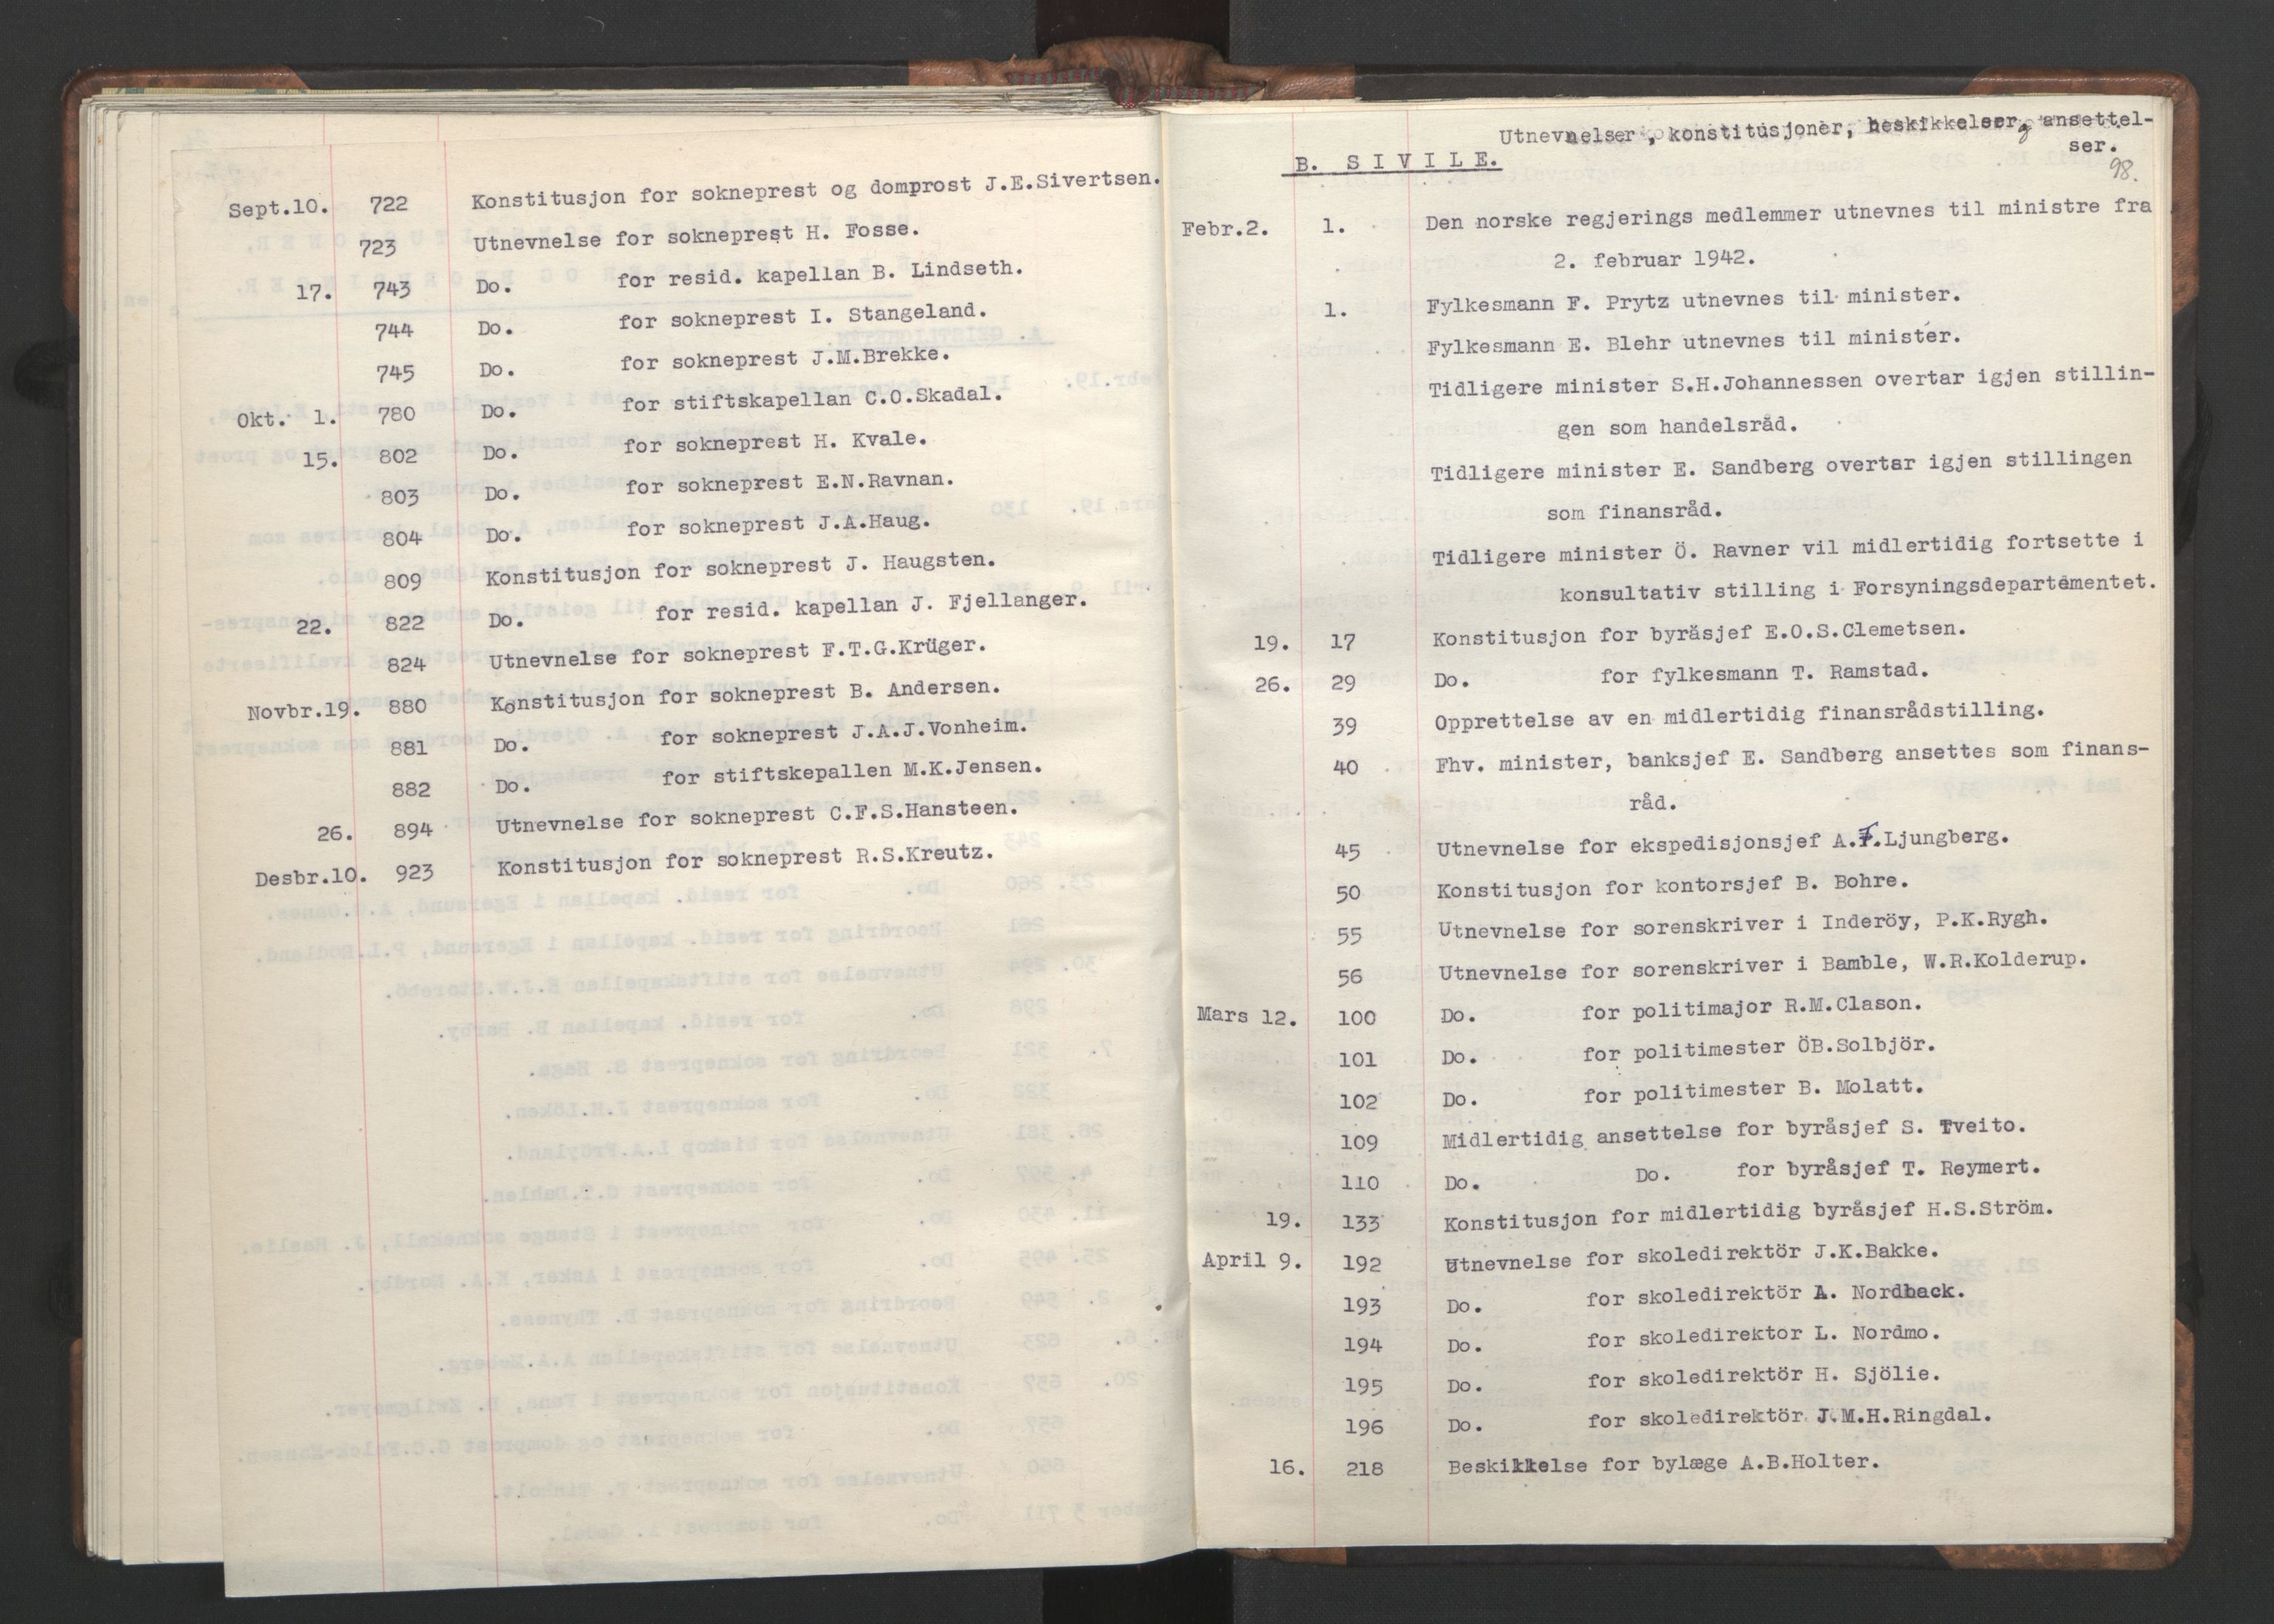 Sept.10. 722 Konstitusjon for sokneprest og domprost J.E.Sivertsen.
723 Utnevnelse for sokneprest H. Fosse.
17. 743 Do. for resid. kapellan B. Lindseth.
744 Do. for sokneprest I. Stangeland.
745 Do. for sokneprest J.M.Brekke.
Okt. 1. 780 Do. for stiftskapellan C.O.Skadal.
15. 802 Do. for sokneprest H. Kvale.
803 Do. for sokneprest E.N.Ravnan.
804 Do. for sokneprest J.A.Haug.
809 Konstitusjon for sokneprest J. Haugsten.
22. 822 Do. for resid. kapellan J. Fjellanger.
824 Utnevnelse for sokneprest F.T.G.Krüger.
Novbr.19. 880 Konstitusjon for sokneprest B. Andersen.
881 Do. for sokneprest J.A.J.Vonheim.
882 Do. for stiftskepallen M.K.Jensen.
26. 894 Utnevnelse for sokneprest C.F.S.Hansteen.
Desbr.10. 923 Konstitusjon for sokneprest R.S.Kreutz.
Utnevnelser, konstitusjoner, beskikkelser, ansettel-
ser.
B. SIVILE.
98.
Febr.2. 1. Den norske regjerings medlemmer utnevnes til ministre fra
2. februar 1942.
1. Fylkesmann F. Prytz utnevnes til minister.
Fylkesmann E. Blehr utnevnes til minister.
Tidligere minister S.H.Johannessen overtar igjen stillin-
gen som handelsråd.
Tidligere minister E. Sandberg overtar igjen stillingen
som finansråd.
Tidligere minister Ö. Ravner vil midlertidig fortsette i
konsultativ stilling i Forsyningsdepartementet.
19. 17 Konstitusjon for byråsjef E.O.S.Clemetsen.
26. 29 Do. for fylkesmann T. Ramstad.
39 Opprettelse av en midlertidig finansrådstilling.
40 Fhv. minister, banksjef E. Sandberg ansettes som finans-
råd.
45 Utnevnelse for ekspedisjonsjef A.F.Ljungberg.
50 Konstitusjon for kontorsjef B. Bohre.
55 Utnevnelse for sorenskriver i Inderöy, P.K.Rygh.
56 Utnevnelse for sorenskriver i Bamble, W.R.Kolderup.
Mars 12. 100 Do. for politimajor R.M.Clason.
101 Do. for politimester ÖB.Solbjör.
102 Do. for politimester B. Molatt.
109 Midlertidig ansettelse for byråsjef S. Tveito.
110 Do. Do. for byråsjef T. Reymert.
19. 133 Konstitusjon for midlertidig byråsjef H.S.Ström.
April 9. 192 Utnevnelse for skoledirektör J.K.Bakke.
193 Do. for skoledirektör A. Nordback.
194 Do. for skoledirektor L. Nordmo.
195 Do. for skoledirektör H. Sjölie.
196 Do. for skoledirektör J.M.H.Ringdal.
16. 218 Beskikkelse for bylæge A.B.Holter.